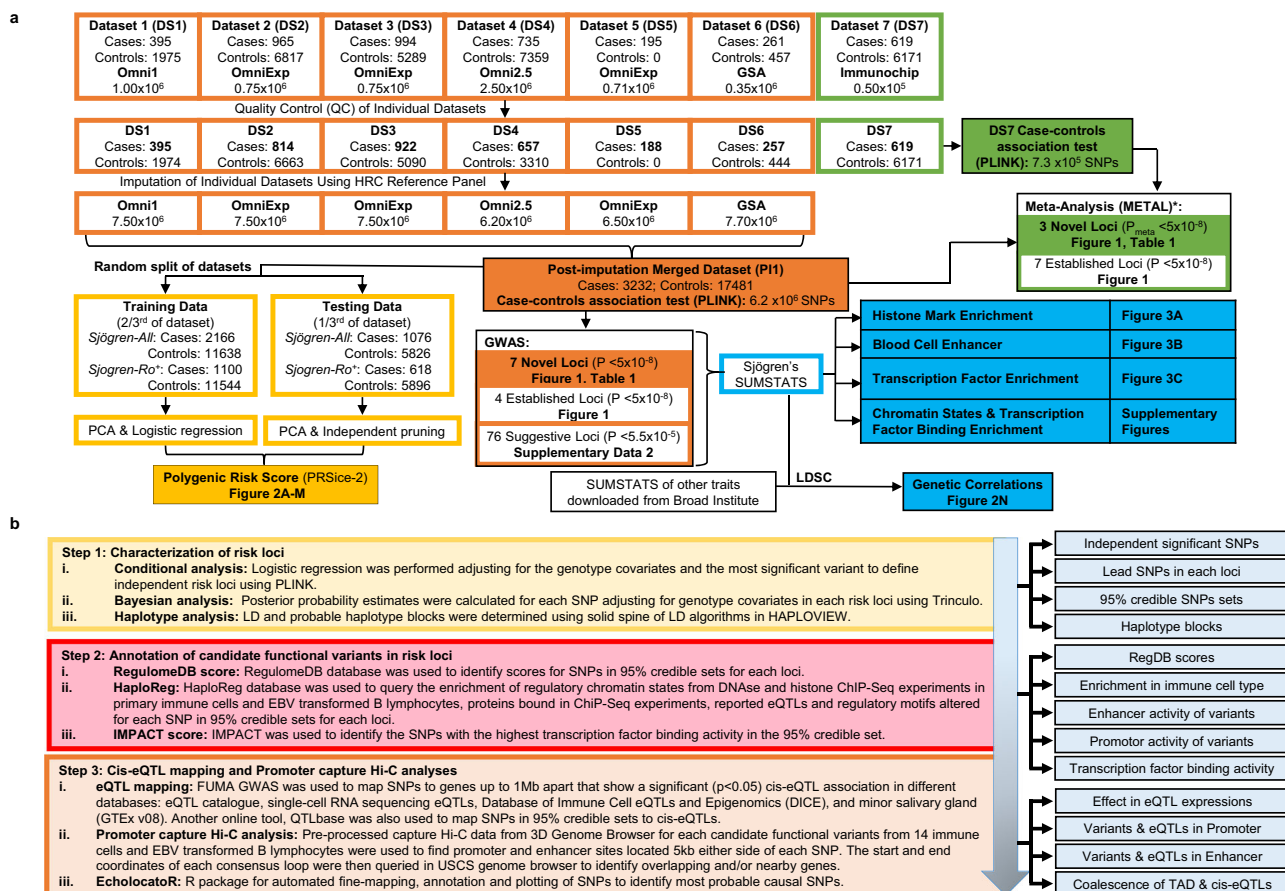 a
Dataset 1 (DS1)
Cases: 395
Controls: 1975
Omni1
1.00x10⁶
Dataset 2 (DS2)
Cases: 965
Controls: 6817
OmniExp
0.75x10⁶
Dataset 3 (DS3)
Cases: 994
Controls: 5289
OmniExp
0.75x10⁶
Dataset 4 (DS4)
Cases: 735
Controls: 7359
Omni2.5
2.50x10⁶
Dataset 5 (DS5)
Cases: 195
Controls: 0
OmniExp
0.71x10⁶
Dataset 6 (DS6)
Cases: 261
Controls: 457
GSA
0.35x10⁶
Dataset 7 (DS7)
Cases: 619
Controls: 6171
Immunochip
0.50x10⁵
Quality Control (QC) of Individual Datasets
DS1
Cases: 395
Controls: 1974
DS2
Cases: 814
Controls: 6663
DS3
Cases: 922
Controls: 5090
DS4
Cases: 657
Controls: 3310
DS5
Cases: 188
Controls: 0
DS6
Cases: 257
Controls: 444
DS7
Cases: 619
Controls: 6171
DS7 Case-controls
association test
(PLINK): 7.3 x10⁵ SNPs
Imputation of Individual Datasets Using HRC Reference Panel
Omni1
7.50x10⁶
OmniExp
7.50x10⁶
OmniExp
7.50x10⁶
Omni2.5
6.20x10⁶
OmniExp
6.50x10⁶
GSA
7.70x10⁶
Meta-Analysis (METAL)*:
3 Novel Loci (Pmeta <5x10⁻⁸)
Figure 1, Table 1
7 Established Loci (P <5x10⁻⁸)
Figure 1
Random split of datasets
Post-imputation Merged Dataset (PI1)
Cases: 3232; Controls: 17481
Case-controls association test (PLINK): 6.2 x10⁶ SNPs
Training Data
(2/3rd of dataset)
Sjögren-All: Cases: 2166
Controls: 11638
Sjögren-Ro⁺: Cases: 1100
Controls: 11544
Testing Data
(1/3rd of dataset)
Sjögren-All: Cases: 1076
Controls: 5826
Sjögren-Ro⁺: Cases: 618
Controls: 5896
PCA & Logistic regression
PCA & Independent pruning
Polygenic Risk Score (PRSice-2)
Figure 2A-M
GWAS:
7 Novel Loci (P <5x10⁻⁸)
Figure 1. Table 1
4 Established Loci (P <5x10⁻⁸)
Figure 1
76 Suggestive Loci (P <5.5x10⁻⁵)
Supplementary Data 2
Sjögren's
SUMSTATS
Histone Mark Enrichment
Figure 3A
Blood Cell Enhancer
Figure 3B
Transcription Factor Enrichment
Figure 3C
Chromatin States & Transcription
Factor Binding Enrichment
Supplementary
Figures
SUMSTATS of other traits
downloaded from Broad Institute
LDSC
Genetic Correlations
Figure 2N
b
Step 1: Characterization of risk loci
i. Conditional analysis: Logistic regression was performed adjusting for the genotype covariates and the most significant variant to define
independent risk loci using PLINK.
ii. Bayesian analysis: Posterior probability estimates were calculated for each SNP adjusting for genotype covariates in each risk loci using Trinculo.
iii. Haplotype analysis: LD and probable haplotype blocks were determined using solid spine of LD algorithms in HAPLOVIEW.
Independent significant SNPs
Lead SNPs in each loci
95% credible SNPs sets
Haplotype blocks
Step 2: Annotation of candidate functional variants in risk loci
i. RegulomeDB score: RegulomeDB database was used to identify scores for SNPs in 95% credible sets for each loci.
ii. HaploReg: HaploReg database was used to query the enrichment of regulatory chromatin states from DNAse and histone ChIP-Seq experiments in
primary immune cells and EBV transformed B lymphocytes, proteins bound in ChiP-Seq experiments, reported eQTLs and regulatory motifs altered
for each SNP in 95% credible sets for each loci.
iii. IMPACT score: IMPACT was used to identify the SNPs with the highest transcription factor binding activity in the 95% credible set.
RegDB scores
Enrichment in immune cell type
Enhancer activity of variants
Promotor activity of variants
Transcription factor binding activity
Step 3: Cis-eQTL mapping and Promoter capture Hi-C analyses
i. eQTL mapping: FUMA GWAS was used to map SNPs to genes up to 1Mb apart that show a significant (p<0.05) cis-eQTL association in different
databases: eQTL catalogue, single-cell RNA sequencing eQTLs, Database of Immune Cell eQTLs and Epigenomics (DICE), and minor salivary gland
(GTEx v08). Another online tool, QTLbase was also used to map SNPs in 95% credible sets to cis-eQTLs.
ii. Promoter capture Hi-C analysis: Pre-processed capture Hi-C data from 3D Genome Browser for each candidate functional variants from 14 immune
cells and EBV transformed B lymphocytes were used to find promoter and enhancer sites located 5kb either side of each SNP. The start and end
coordinates of each consensus loop were then queried in USCS genome browser to identify overlapping and/or nearby genes.
iii. EcholocatoR: R package for automated fine-mapping, annotation and plotting of SNPs to identify most probable causal SNPs.
Effect in eQTL expressions
Variants & eQTLs in Promoter
Variants & eQTLs in Enhancer
Coalescence of TAD & cis-eQTLs